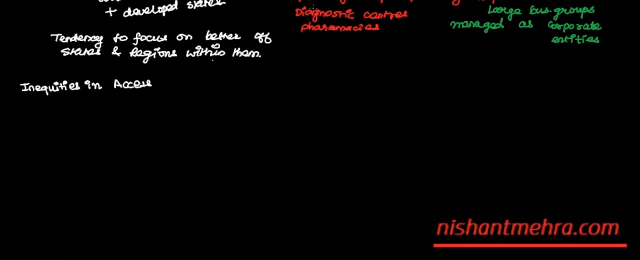 + developed states
Tendency to focus on better off
states & Regions within them.
Inequities in Access
Diagnostic centres
pharmacies
Large Bus. groups
managed as corporate
entities
nishantmehra.com